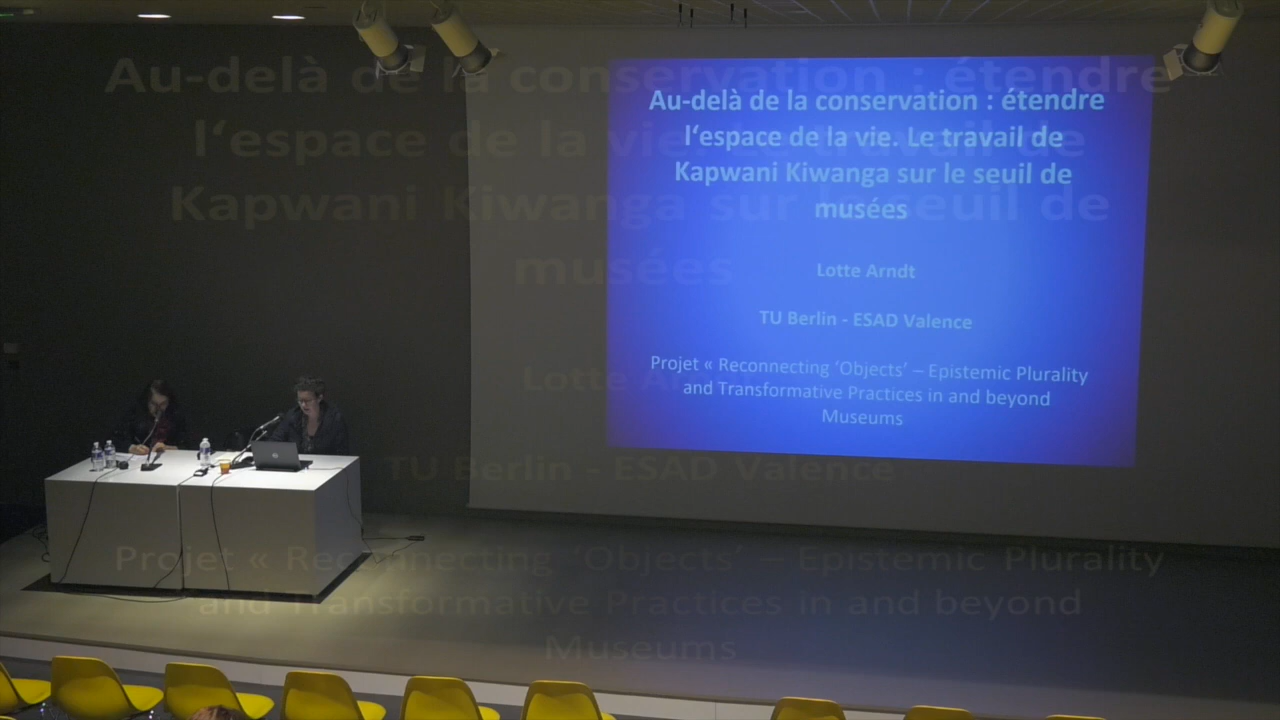 Au-delà de la conservation : étendre
l‘espace de la vie. Le travail de
Kapwani Kiwanga sur le seuil de
musées
Lotte Arndt
TU Berlin - ESAD Valence
Projet « Reconnecting ‘Objects’ – Epistemic Plurality
and Transformative Practices in and beyond
Museums